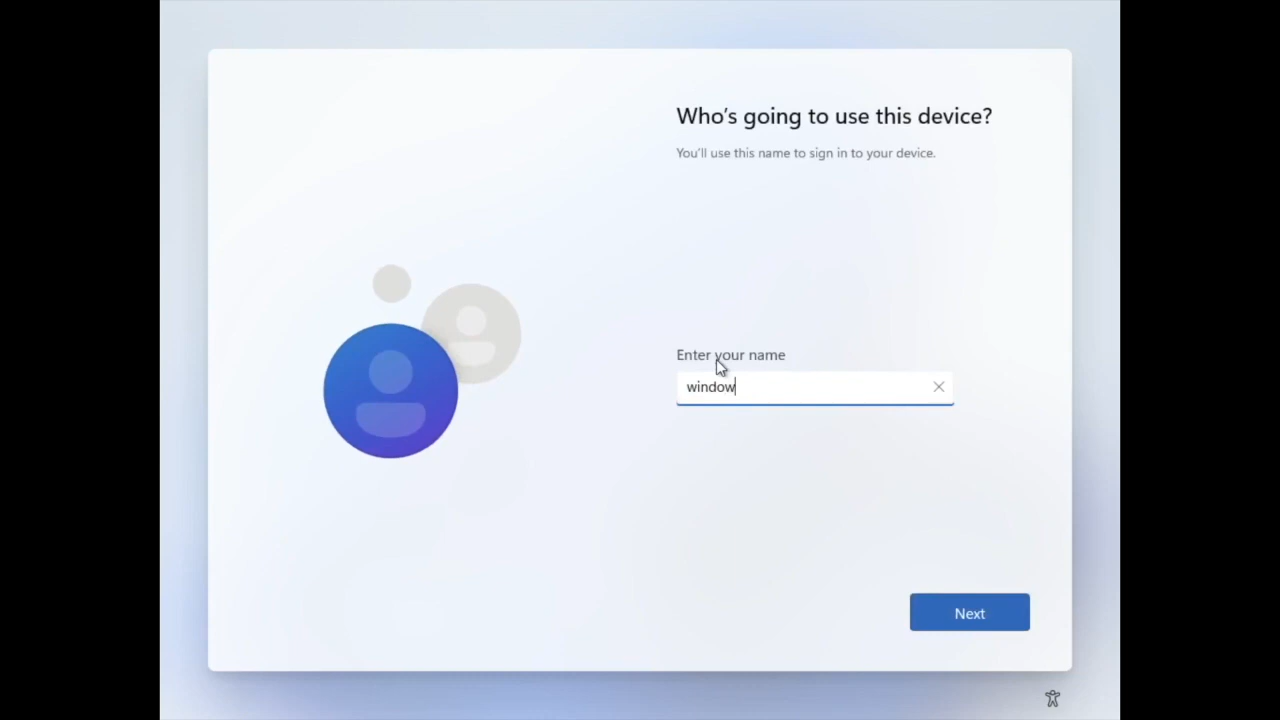 Who's going to use this device?
You'll use this name to sign in to your device.
Enter your name
window
Next